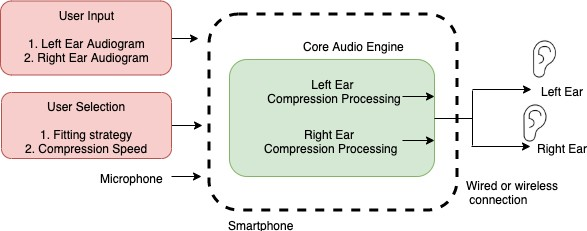 User Input
1. Left Ear Audiogram
2. Right Ear Audiogram
User Selection
1. Fitting strategy
2. Compression Speed
Microphone
Core Audio Engine
Left Ear
Compression Processing
Right Ear
Compression Processing
Smartphone
Left Ear
Right Ear
Wired or wireless
connection